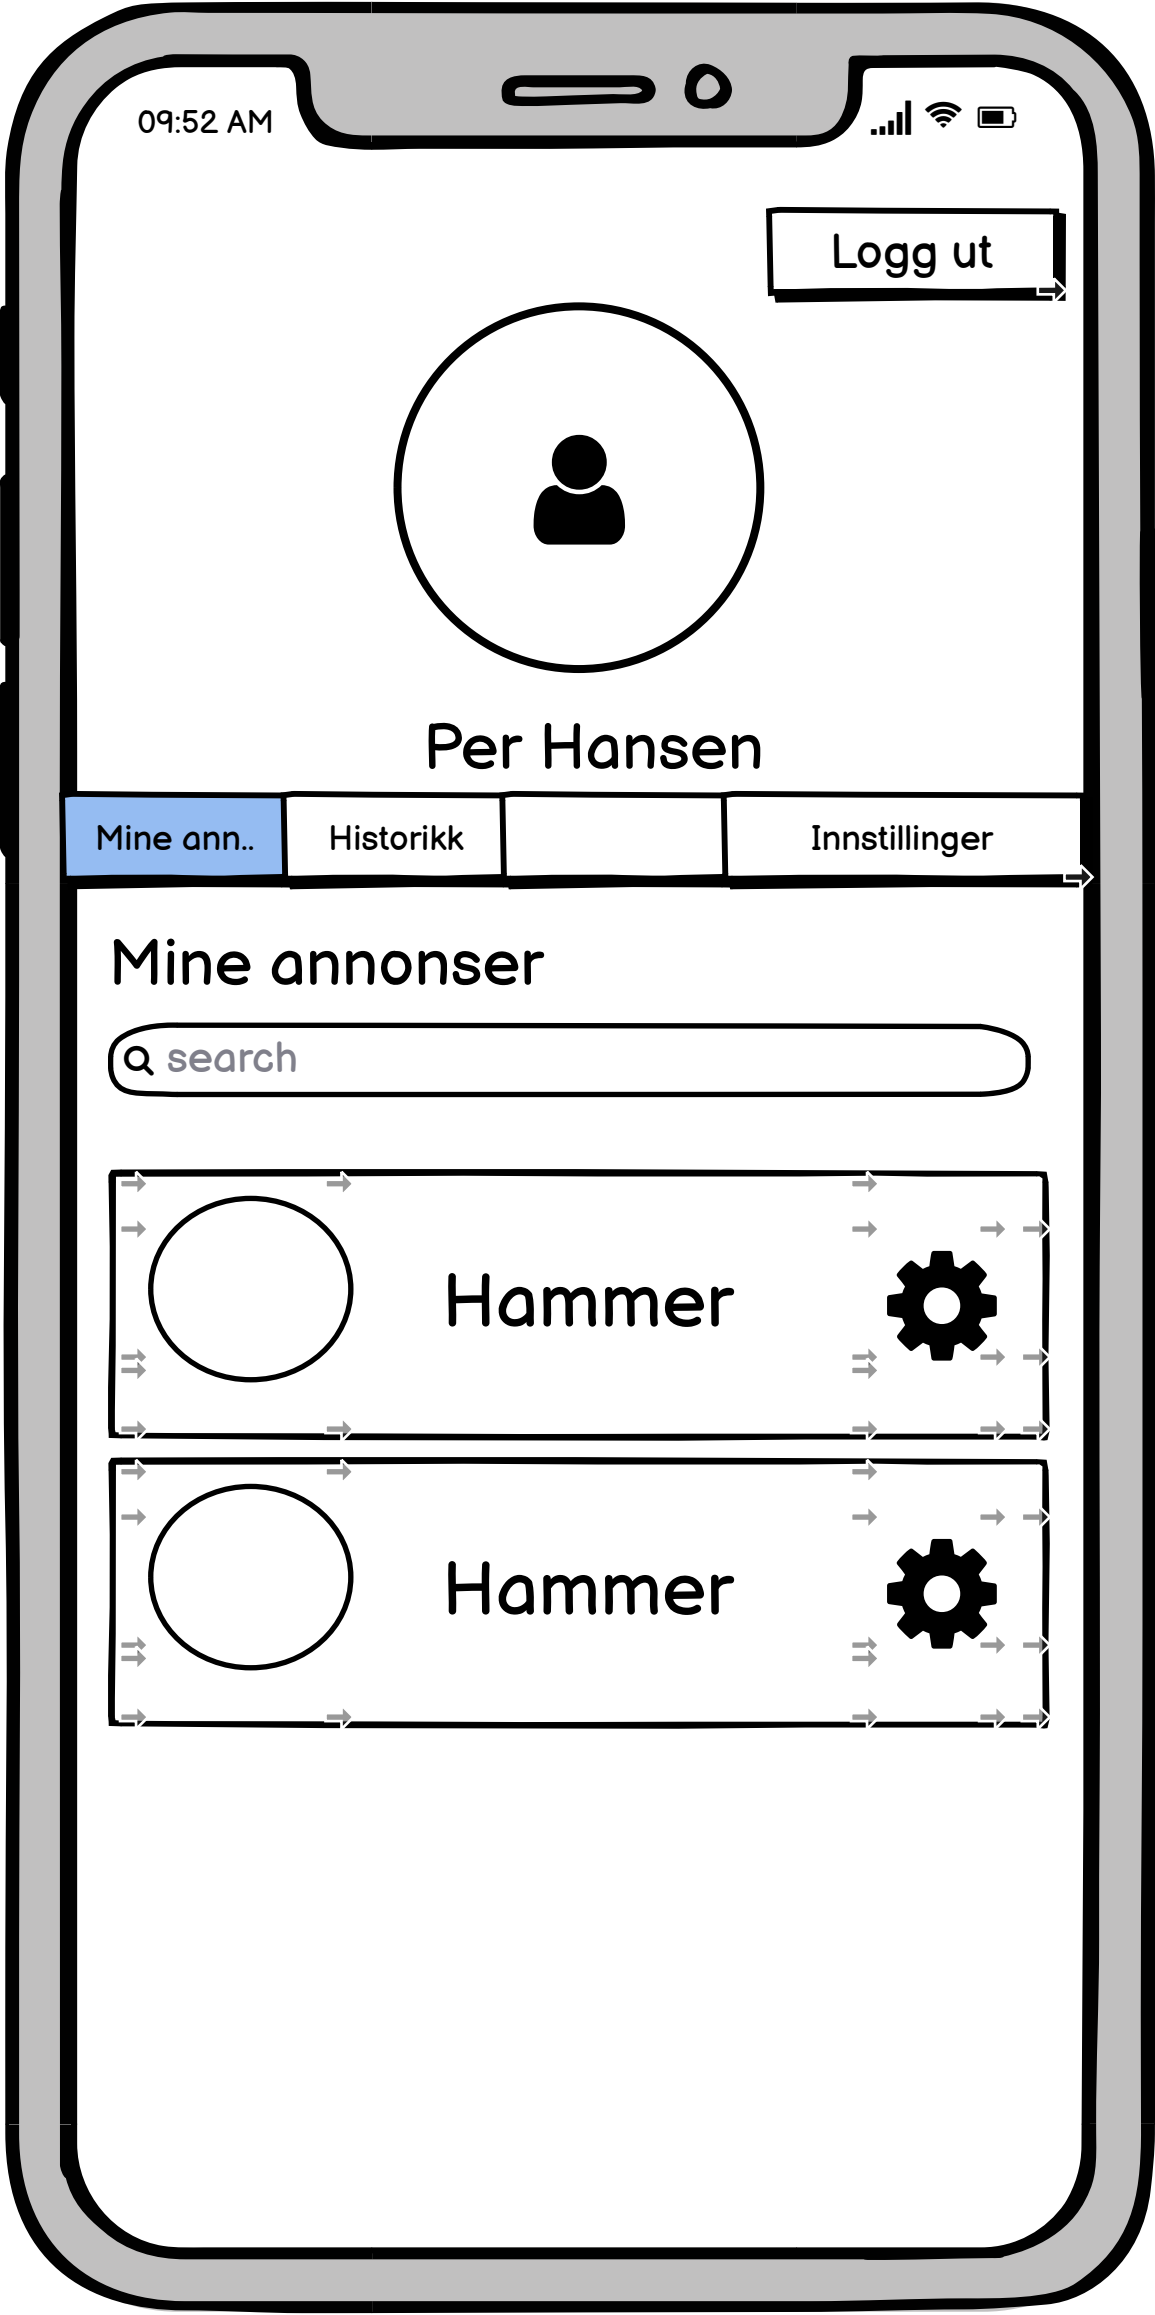 09:52 AM
Logg ut
Per Hansen
Mine ann..
Historikk
Innstillinger
Mine annonser
search
Hammer
Hammer